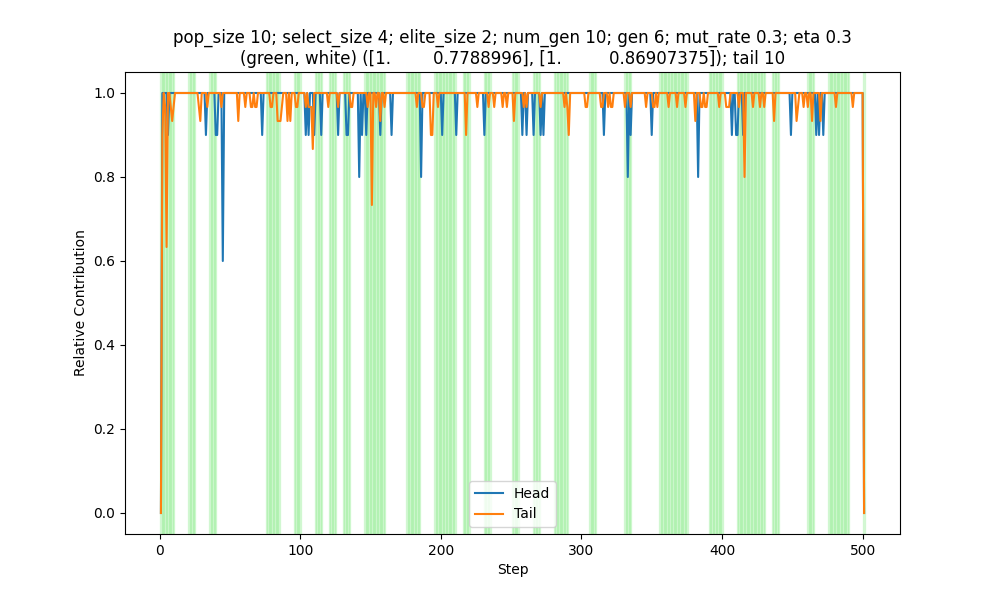 pop_size 10; select_size 4; elite_size 2; num_gen 10; gen 6; mut_rate 0.3; eta 0.3
(green, white) ([1.        0.7788996], [1.         0.86907375]); tail 10
Relative Contribution
1.0
0.8
0.6
0.4
0.2
0.0
Head
Tail
0
100
200
300
400
500
Step